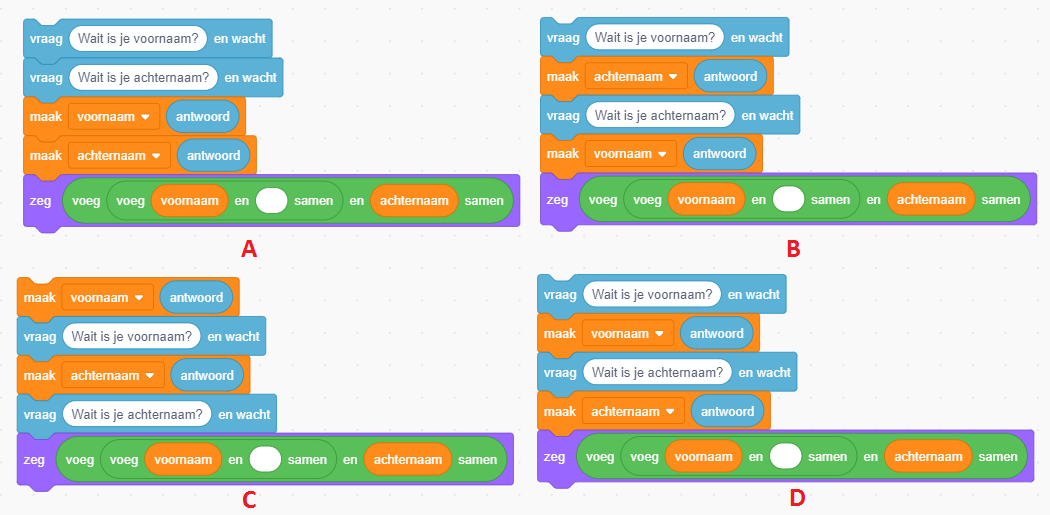 vraag Wait is je voornaam? en wacht
vraag Wait is je achternaam? en wacht
maak voornaam antwoord
maak achternaam antwoord
zeg voeg voeg voornaam en samen en achternaam samen
A
vraag Wait is je voornaam? en wacht
maak achternaam antwoord
vraag Wait is je achternaam? en wacht
maak voornaam antwoord
zeg voeg voeg voornaam en samen en achternaam samen
B
maak voornaam antwoord
vraag Wait is je voornaam? en wacht
maak achternaam antwoord
vraag Wait is je achternaam? en wacht
zeg voeg voeg voornaam en samen en achternaam samen
C
vraag Wait is je voornaam? en wacht
maak voornaam antwoord
vraag Wait is je achternaam? en wacht
maak achternaam antwoord
zeg voeg voeg voornaam en samen en achternaam samen
D